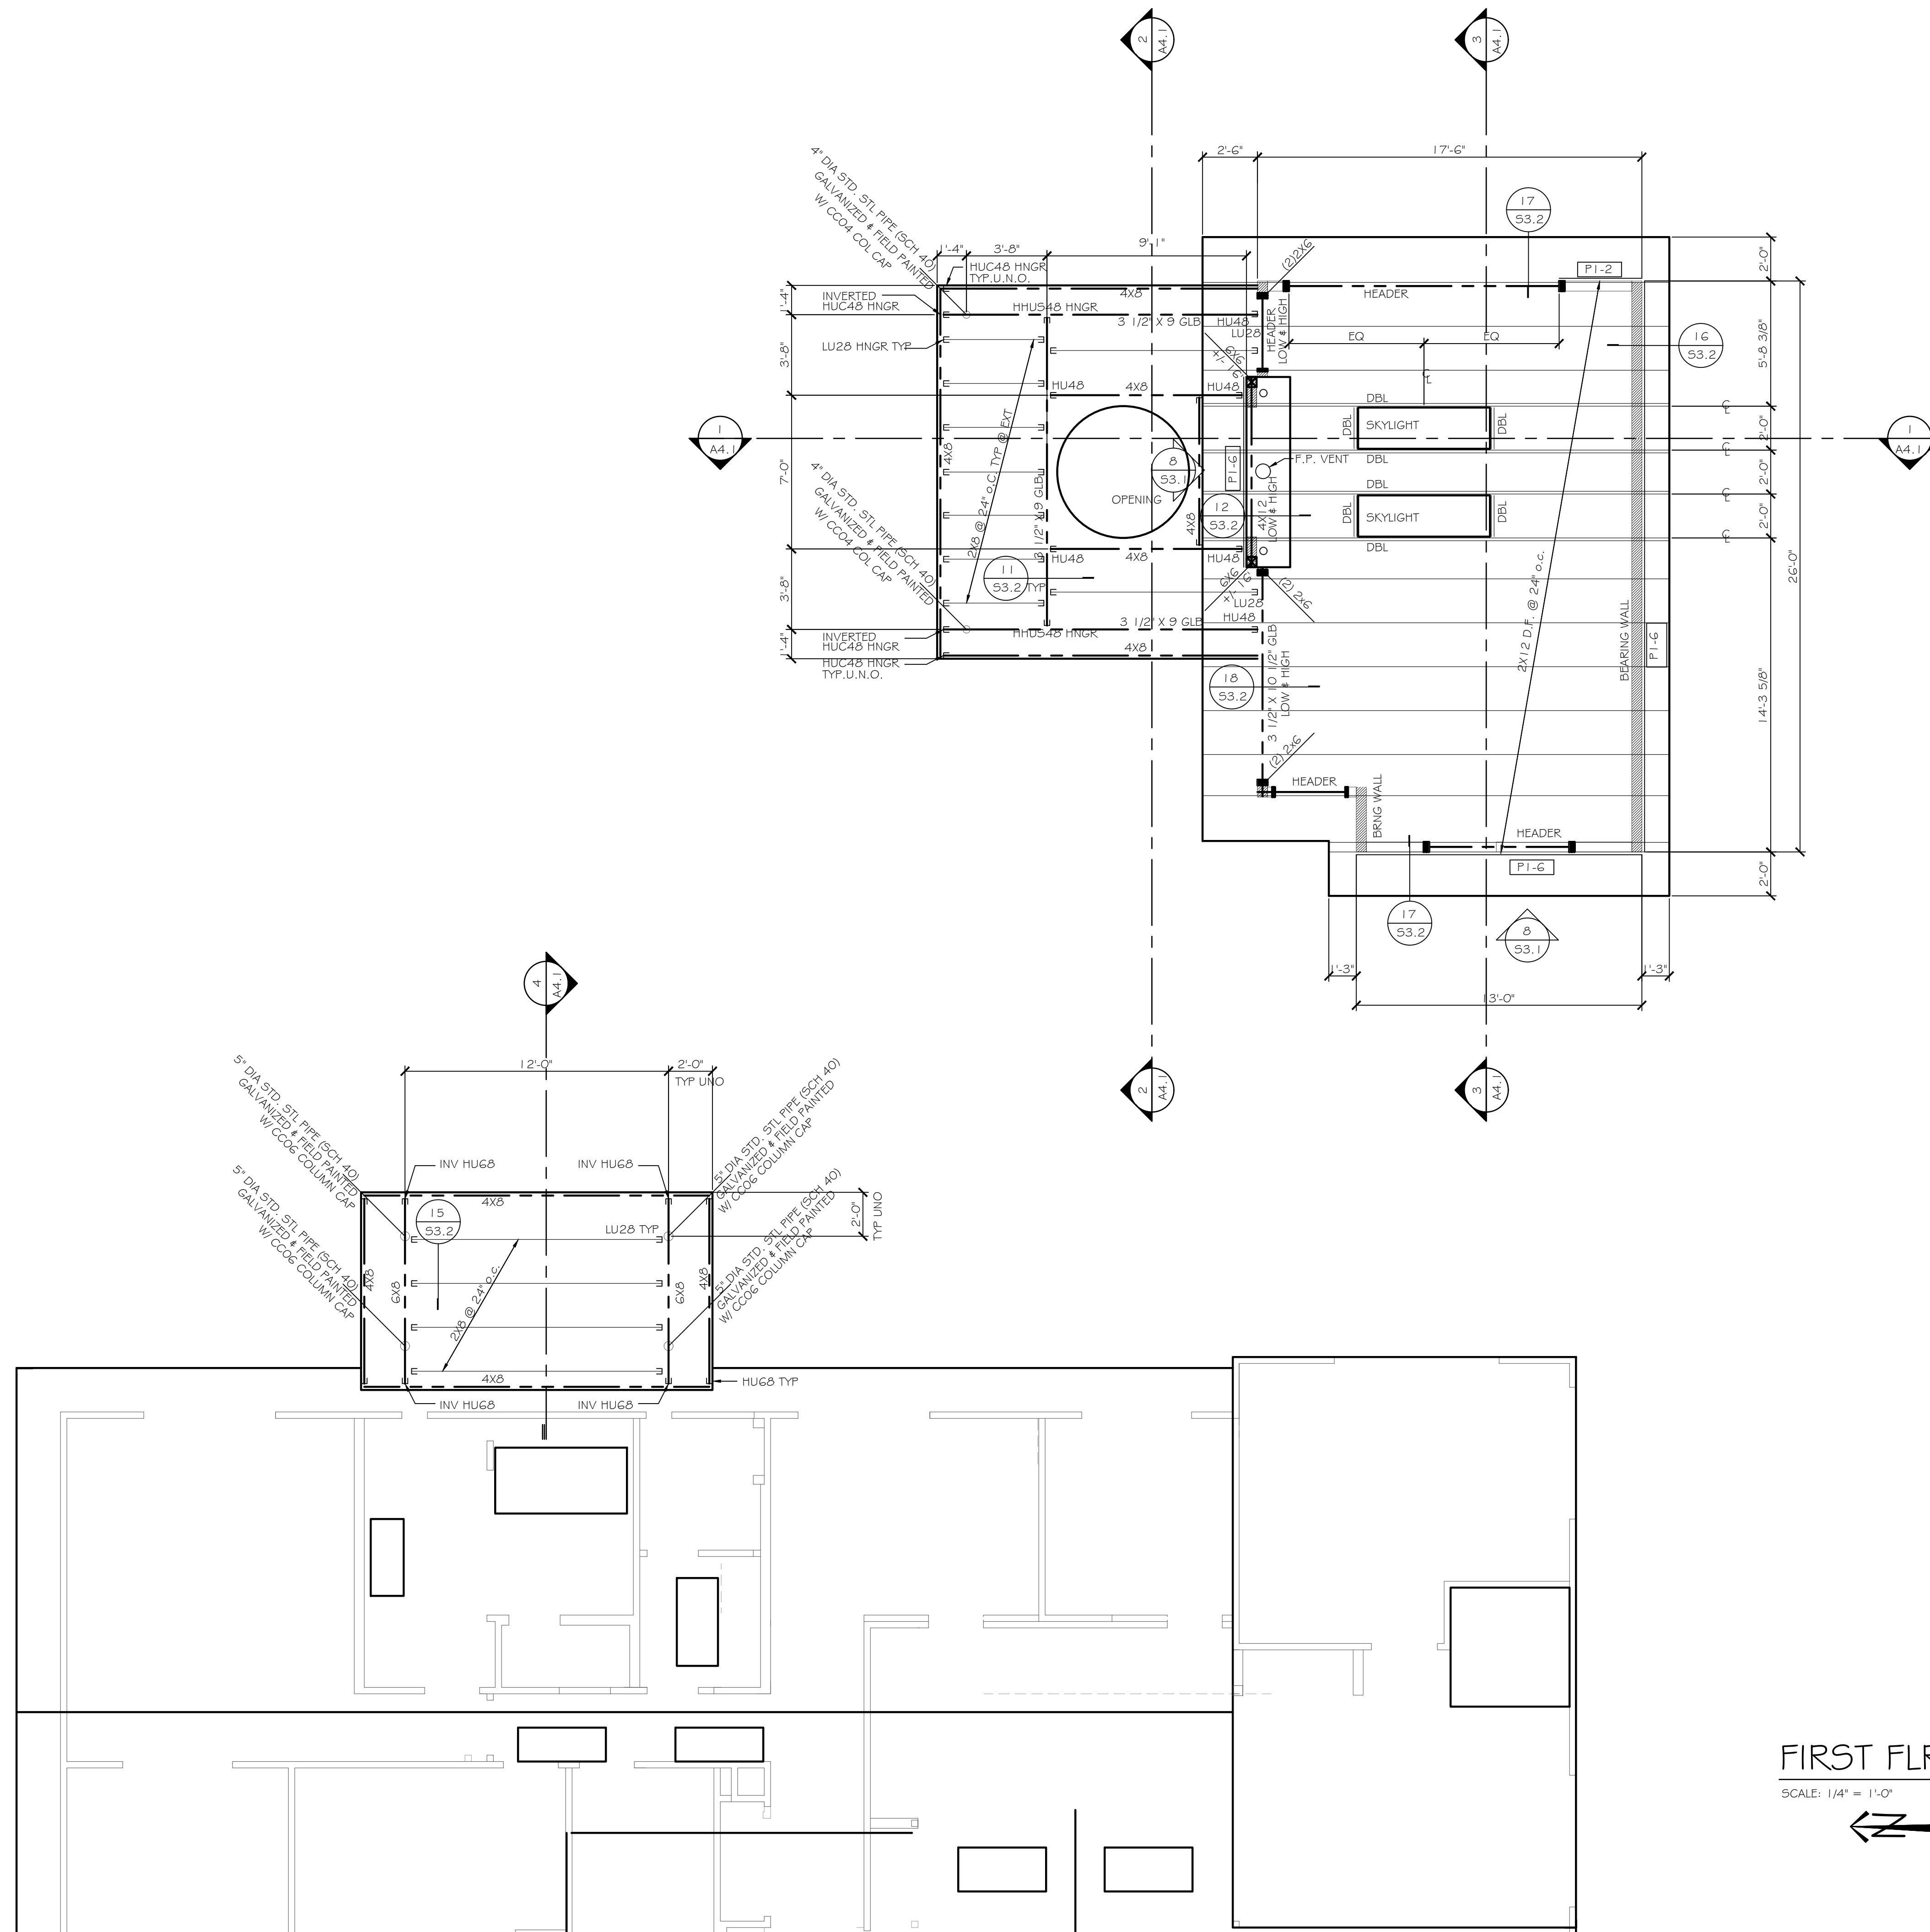 2
A4.1
3
A4.1
2'-6"
17'-6"
17
S3.2
4" DIA STD. STL PIPE (SCH 40)
GALVANIZED & FIELD PAINTED
W/ CC04 COL CAP
1'-4"
3'-8"
9'-1"
(2)2X6
P1-2
2'-0"
HUC48 HNGR
TYP.U.N.O.
4X8
HEADER
1'-4"
INVERTED
HUC48 HNGR
HHUS48 HNGR
3 1/2" X 9 GLB
HU48
LU28
HEADER
LOW & HIGH
EQ
EQ
16
S3.2
5'-8 3/8"
3'-8"
LU28 HNGR TYP
6X6
+/- 16'
HU48
4X8
HU48
CL
DBL
CL
DBL
SKYLIGHT
DBL
2'-0"
1
A4.1
1
A4.1
4X8
2X8 @ 24" o.C. TYP @ EXT
CL
7'-0"
4" DIA STD. STL PIPE (SCH 40)
GALVANIZED & FIELD PAINTED
W/ CC04 COL CAP
8
S3.1
P1-6
F.P. VENT
DBL
2'-0"
3 1/2" X 9 GLB
OPENING
DBL
CL
12
S3.2
4X8
4X12
LOW & HIGH
DBL
SKYLIGHT
DBL
2'-0"
CL
DBL
HU48
4X8
HU48
11
S3.2 TYP
6X6
+/- 16'
(2) 2x6
LU28
HU48
3'-8"
26'-0"
2X12 D.F. @ 24" o.c.
3 1/2" X 9 GLB
HHUS48 HNGR
INVERTED
HUC48 HNGR
1'-4"
4X8
HUC48 HNGR
TYP.U.N.O.
BEARING WALL
P1-6
18
S3.2
3 1/2" X 10 1/2" GLB
LOW & HIGH
14'-3 5/8"
(2) 2x6
HEADER
BRNG WALL
HEADER
P1-6
2'-0"
17
S3.2
8
S3.1
1'-3"
1'-3"
13'-0"
4
A4.1
2
A4.1
3
A4.1
12'-0"
2'-0"
TYP UNO
5" DIA STD. STL PIPE (SCH 40)
GALVANIZED & FIELD PAINTED
W/ CC06 COLUMN CAP
5" DIA STD. STL PIPE (SCH 40)
GALVANIZED & FIELD PAINTED
W/ CC06 COLUMN CAP
INV HU68
INV HU68
5" DIA STD. STL PIPE (SCH 40)
GALVANIZED & FIELD PAINTED
W/ CC06 COLUMN CAP
5" DIA STD. STL PIPE (SCH 40)
GALVANIZED & FIELD PAINTED
W/ CC06 COLUMN CAP
4X8
15
S3.2
LU28 TYP
2'-0"
TYP UNO
4X8
6X8
2X8 @ 24" o.c.
6X8
4X8
4X8
HU68 TYP
INV HU68
INV HU68
FIRST FLR
SCALE: 1/4" = 1'-0"
N